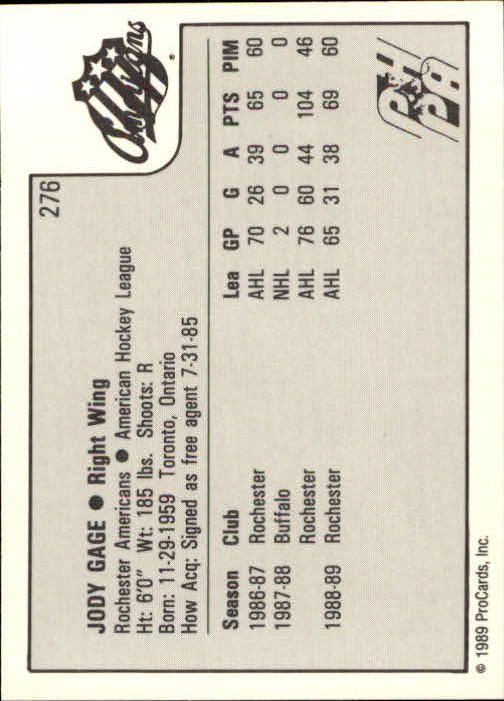 276
JODY GAGE ● Right Wing
Rochester Americans ● American Hockey League
Ht: 6'0" Wt: 185 lbs. Shoots: R
Born: 11-29-1959 Toronto, Ontario
How Acq: Signed as free agent 7-31-85
Season Club Lea GP G A PTS PIM
1986-87 Rochester AHL 70 26 39 65 60
1987-88 Buffalo NHL 2 0 0 0 0
Rochester AHL 76 60 44 104 46
1988-89 Rochester AHL 65 31 38 69 60
© 1989 ProCards, Inc.
Americans
PHPA